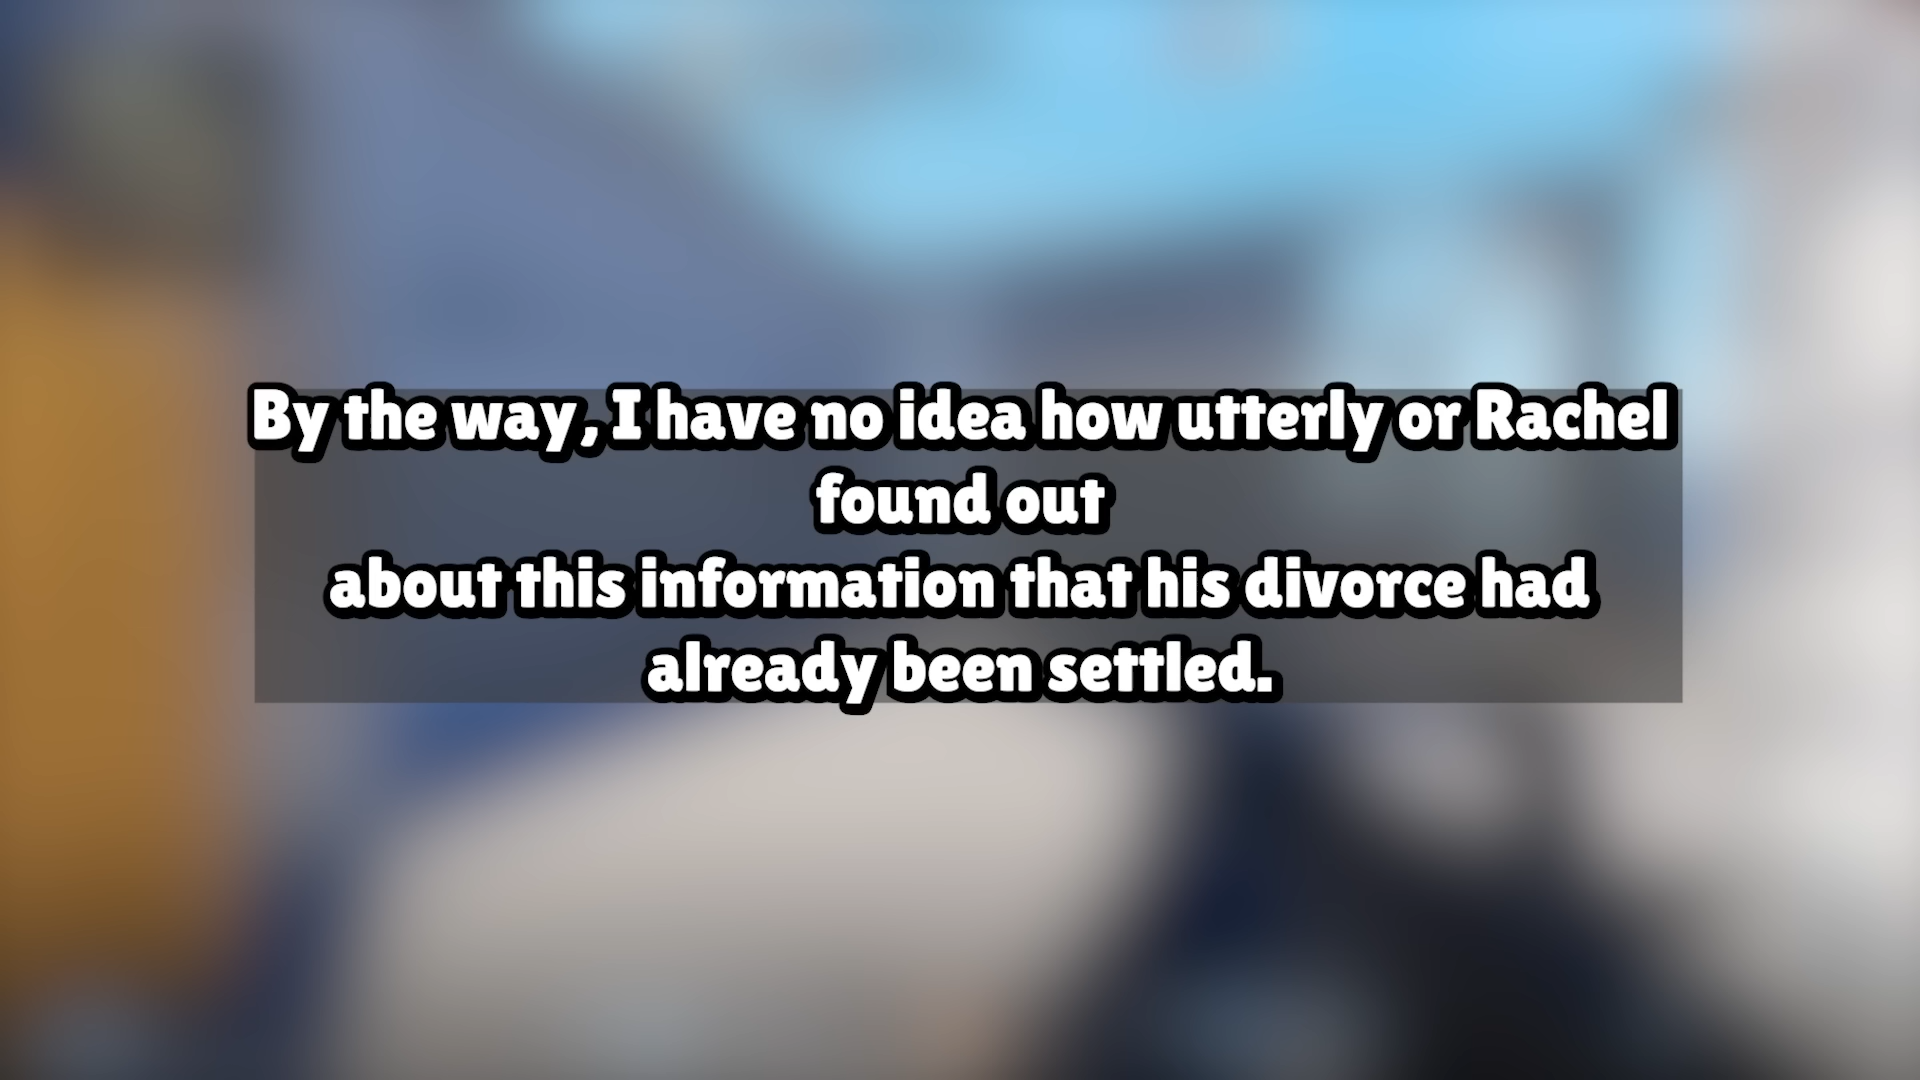 By the way, I have no idea how utterly or Rachel
found out
about this information that his divorce had
already been settled.